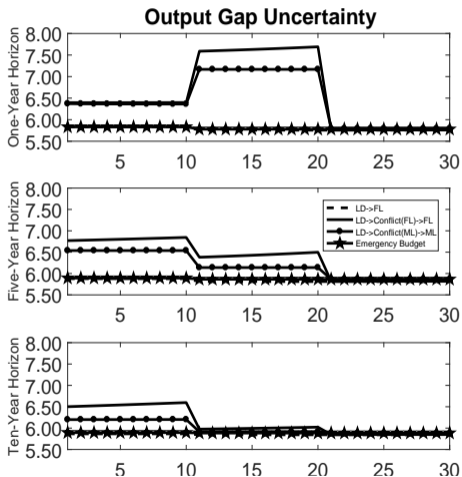 Output Gap Uncertainty
One-Year Horizon
8.00
7.50
7.00
6.50
6.00
5.50
5 10 15 20 25 30
Five-Year Horizon
8.00
7.50
7.00
6.50
6.00
5.50
LD->FL
LD->Conflict(FL)->FL
LD->Conflict(ML)->ML
Emergency Budget
5 10 15 20 25 30
Ten-Year Horizon
8.00
7.50
7.00
6.50
6.00
5.50
5 10 15 20 25 30